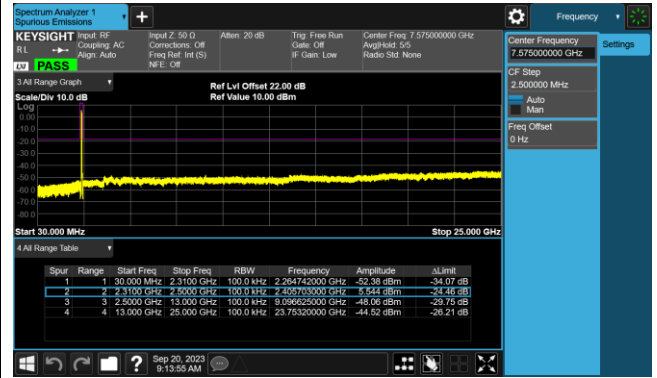 Spectrum Analyzer 1
Spurious Emissions
Frequency
KEYSIGHT Input: RF Input Z: 50 Ω Atten: 20 dB Trig: Free Run Center Freq: 7.575000000 GHz
RL Coupling: AC Corrections: Off Gate: Off Avg|Hold: 5/5
Align: Auto Freq Ref: Int (S) IF Gain: Low Radio Std: None
NFE: Off
LXI PASS
Center Frequency
7.575000000 GHz
Settings
CF Step
2.500000 MHz
Auto
Man
Freq Offset
0 Hz
3 All Range Graph
Ref Lvl Offset 22.00 dB
Scale/Div 10.0 dB Ref Value 10.00 dBm
Log
0.00
-10.0
-20.0
-30.0
-40.0
-50.0
-60.0
-70.0
-80.0
Start 30.000 MHz Stop 25.000 GHz
4 All Range Table
Spur Range Start Freq Stop Freq RBW Frequency Amplitude ΔLimit
1 1 30.000 MHz 2.3100 GHz 100.0 kHz 2.264742000 GHz -52.38 dBm -34.07 dB
2 2 2.3100 GHz 2.5000 GHz 100.0 kHz 2.405703000 GHz 5.544 dBm -24.46 dB
3 3 2.5000 GHz 13.000 GHz 100.0 kHz 9.096625000 GHz -48.06 dBm -29.75 dB
4 4 13.000 GHz 25.000 GHz 100.0 kHz 23.75320000 GHz -44.52 dBm -26.21 dB
Sep 20, 2023
9:13:55 AM